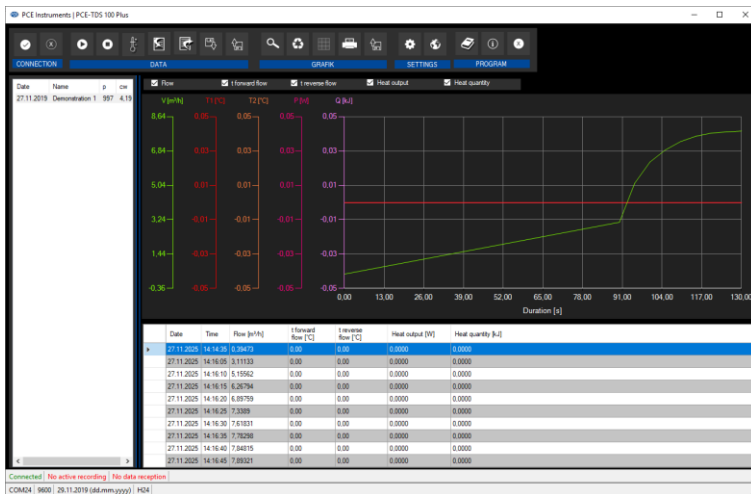 PCE Instruments | PCE-TDS 100 Plus
CONNECTION DATA GRAFIK SETTINGS PROGRAM
Date Name p cw
27.11.2019 Demonstration 1 997 4.19
Flow t forward flow t reverse flow Heat output Heat quantity
V [m³/h] T1 [°C] T2 [°C] P [W] Q [kJ]
8,64 0,05 0,05 0,05 0,05
6,84 0,03 0,03 0,03 0,03
5,04 0,01 0,01 0,01 0,01
3,24 -0,01 -0,01 -0,01 -0,01
1,44 -0,03 -0,03 -0,03 -0,03
-0,36 -0,05 -0,05 -0,05 -0,05
0,00 13,00 26,00 39,00 52,00 65,00 78,00 91,00 104,00 117,00 130,00
Duration [s]
Date Time Flow [m³/h] t forward flow [°C] t reverse flow [°C] Heat output [W] Heat quantity [kJ]
27.11.2025 14:14:35 0,39473 0,00 0,00 0,0000 0,0000
27.11.2025 14:16:05 3,11133 0,00 0,00 0,0000 0,0000
27.11.2025 14:16:10 5,15562 0,00 0,00 0,0000 0,0000
27.11.2025 14:16:15 6,26794 0,00 0,00 0,0000 0,0000
27.11.2025 14:16:20 6,89759 0,00 0,00 0,0000 0,0000
27.11.2025 14:16:25 7,3389 0,00 0,00 0,0000 0,0000
27.11.2025 14:16:30 7,61831 0,00 0,00 0,0000 0,0000
27.11.2025 14:16:35 7,78298 0,00 0,00 0,0000 0,0000
27.11.2025 14:16:40 7,84815 0,00 0,00 0,0000 0,0000
27.11.2025 14:16:45 7,89321 0,00 0,00 0,0000 0,0000
Connected No active recording No data reception
COM24 9600 29.11.2019 (dd.mm.yyyy) H24